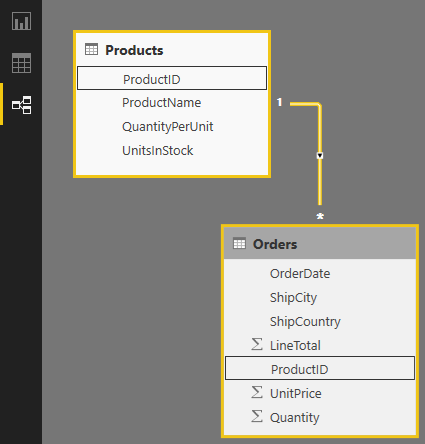 Products
ProductID
ProductName
QuantityPerUnit
UnitsInStock
1
*
Orders
OrderDate
ShipCity
ShipCountry
Σ LineTotal
ProductID
Σ UnitPrice
Σ Quantity